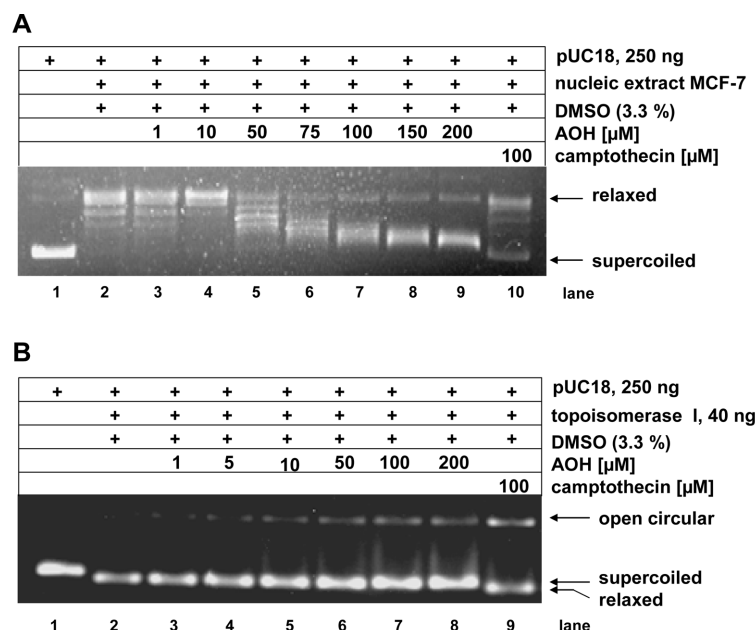 A
+ pUC18, 250 ng
+ + + + + + + + + nucleic extract MCF-7
+ + + + + + + + + DMSO (3.3 %)
1 10 50 75 100 150 200 AOH [µM]
100 camptothecin [µM]
relaxed
supercoiled
1 2 3 4 5 6 7 8 9 10 lane
B
+ + + + + + + + + pUC18, 250 ng
+ + + + + + + + topoisomerase I, 40 ng
+ + + + + + + + DMSO (3.3 %)
1 5 10 50 100 200 AOH [µM]
100 camptothecin [µM]
open circular
supercoiled
relaxed
1 2 3 4 5 6 7 8 9 lane